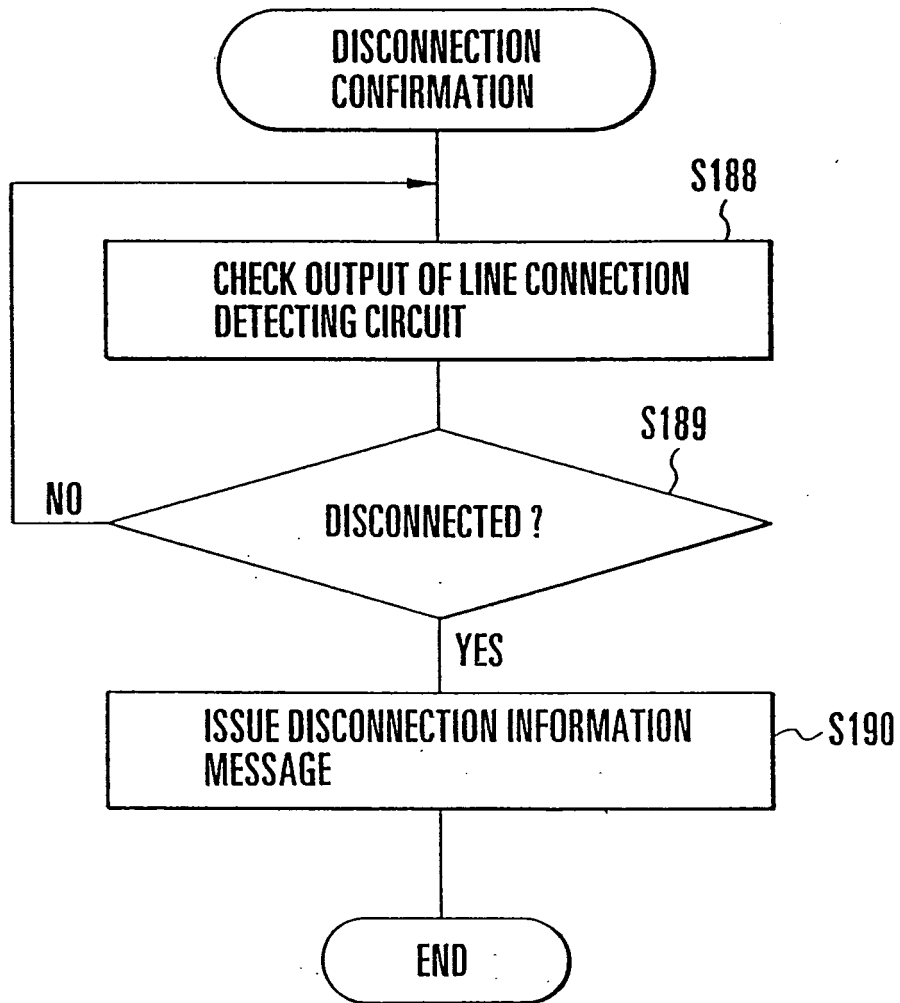 DISCONNECTION
CONFIRMATION
S188
CHECK OUTPUT OF LINE CONNECTION
DETECTING CIRCUIT
S189
NO
DISCONNECTED ?
YES
ISSUE DISCONNECTION INFORMATION
MESSAGE
S190
END